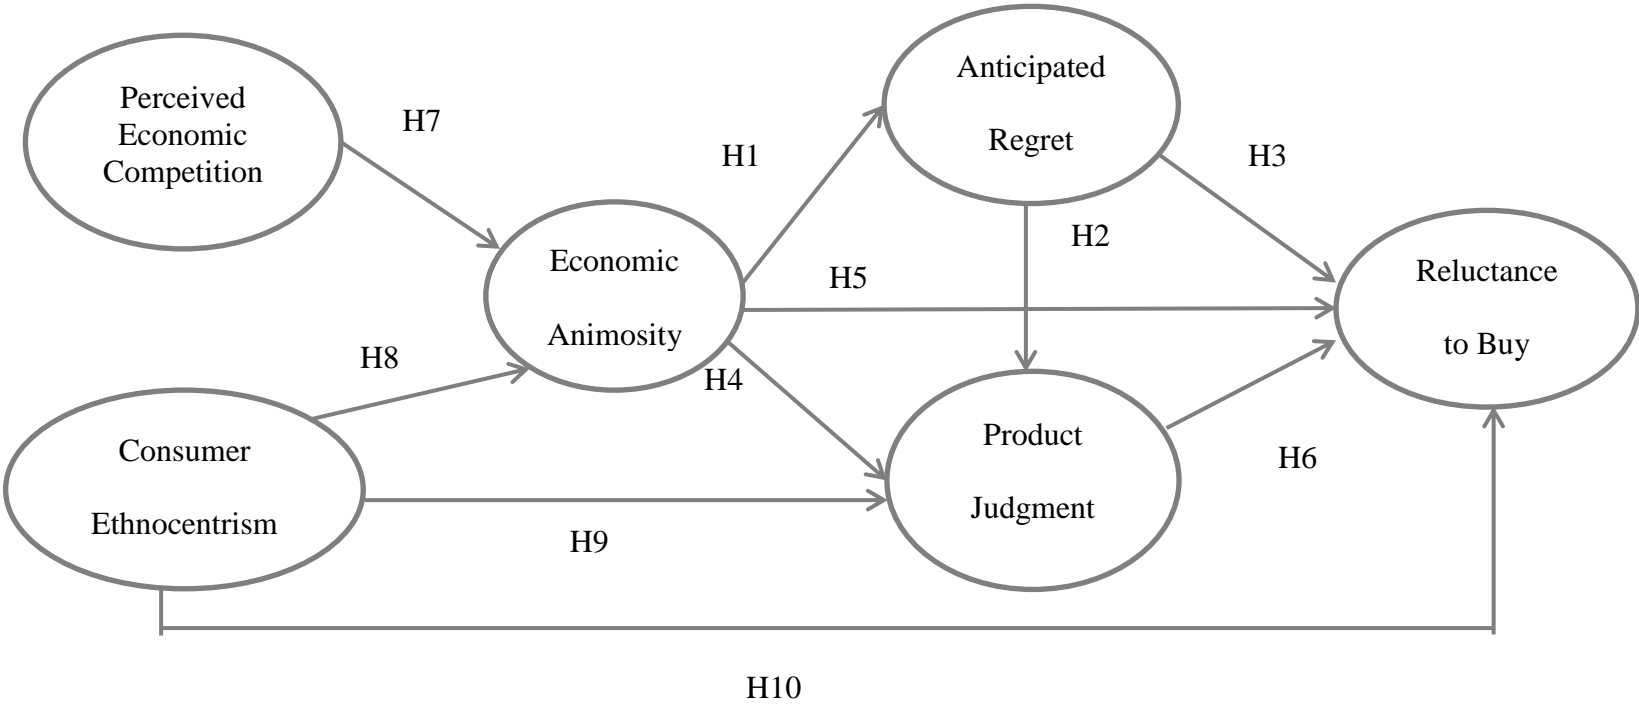 Perceived
Economic
Competition
H7
H1
Anticipated
Regret
H3
H2
Economic
Animosity
H5
Reluctance
to Buy
H8
H4
Consumer
Ethnocentrism
Product
Judgment
H6
H9
H10